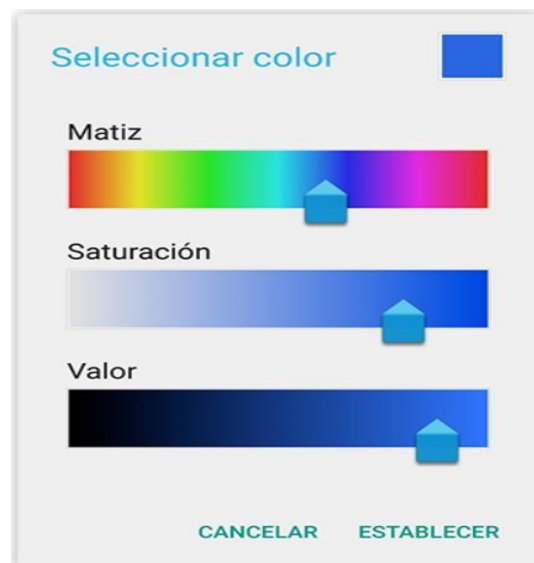 Seleccionar color
Matiz
Saturación
Valor
CANCELAR ESTABLECER